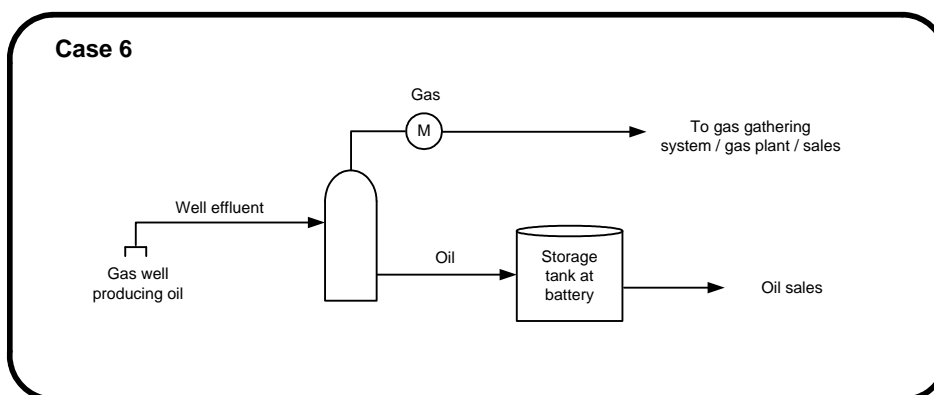 Case 6
Gas
M
To gas gathering
system / gas plant / sales
Well effluent
Gas well
producing oil
Oil
Storage
tank at
battery
Oil sales